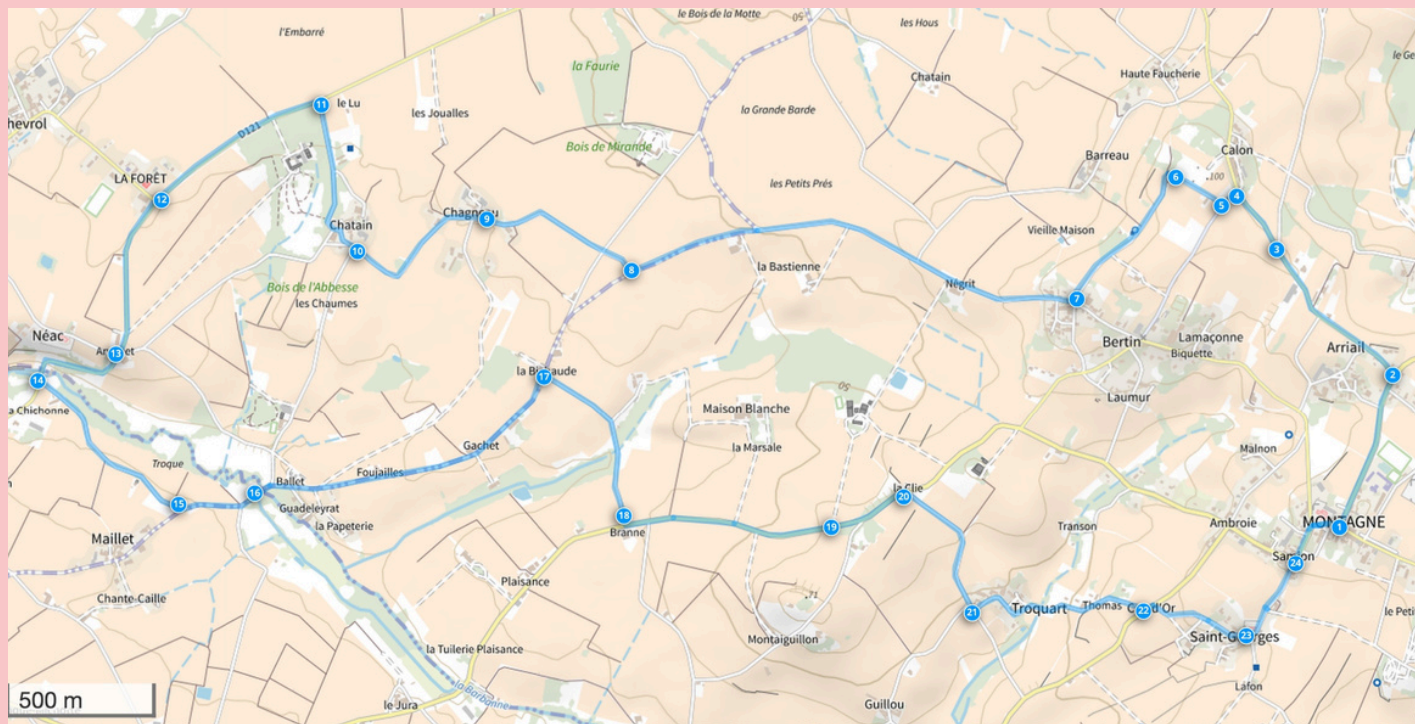 le Bois de la Motte
50
les Hous
l'Embarré
la Faurie
Chatain
Haute Faucherie
le Lu
11
les Joualles
la Grande Barde
hevrol
D121
Bois de Mirande
Barreau
Calon
LA FORÊT
les Petits Prés
6
100
12
4
5
Chagneau
9
Chatain
Vieille Maison
10
3
8
la Bastienne
Bois de l'Abbesse
les Chaumes
Négrit
7
Néac
Bertin
Lamaçonne
Biquette
Arriail
13
14
17
2
50
a Chichonne
Maison Blanche
Laumur
la Marsale
Gachet
Malnon
Troque
Foujailles
Ballet
16
15
Guadeleyrat
la Clie
20
18
la Papeterie
Branne
19
Transon
Ambroie
MONTAGNE
1
Maillet
24
Plaisance
Chante-Caille
71
21
Troquart
Thomas
22
Montaiguillon
Saint-Georges
23
la Tuilerie Plaisance
Lafon
500 m
la Barbanne
le Jura
Guillou